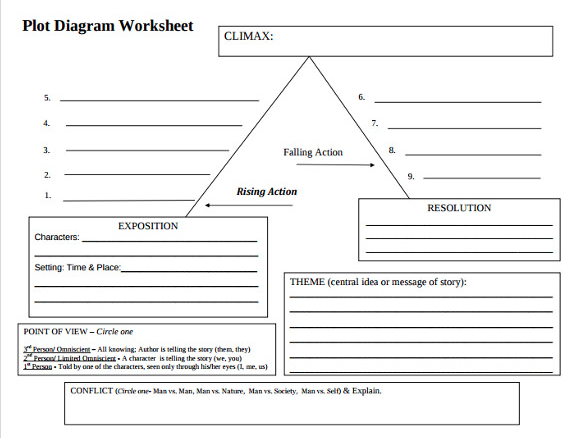 Plot Diagram Worksheet
CLIMAX:
5.
4.
3.
2.
1.
6.
7.
8.
9.
Falling Action
Rising Action
EXPOSITION
Characters:
Setting: Time & Place:
RESOLUTION
THEME (central idea or message of story):
POINT OF VIEW – Circle one
3rd Person/ Omniscient – All knowing; Author is telling the story (them, they)
2nd Person/ Limited Omniscient - A character is telling the story (we, you)
1st Person - Told by one of the characters, seen only through his/her eyes (I, me, us)
CONFLICT (Circle one- Man vs. Man, Man vs. Nature, Man vs. Society, Man vs. Self) & Explain.